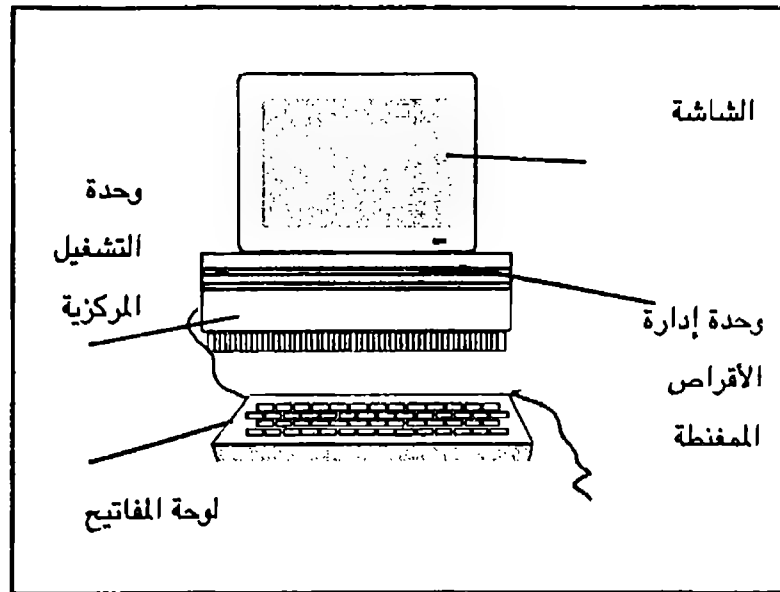 الشاشة
وحدة
التشغيل
المركزية
وحدة إدارة
الأقراص
الممغنطة
لوحة المفاتيح